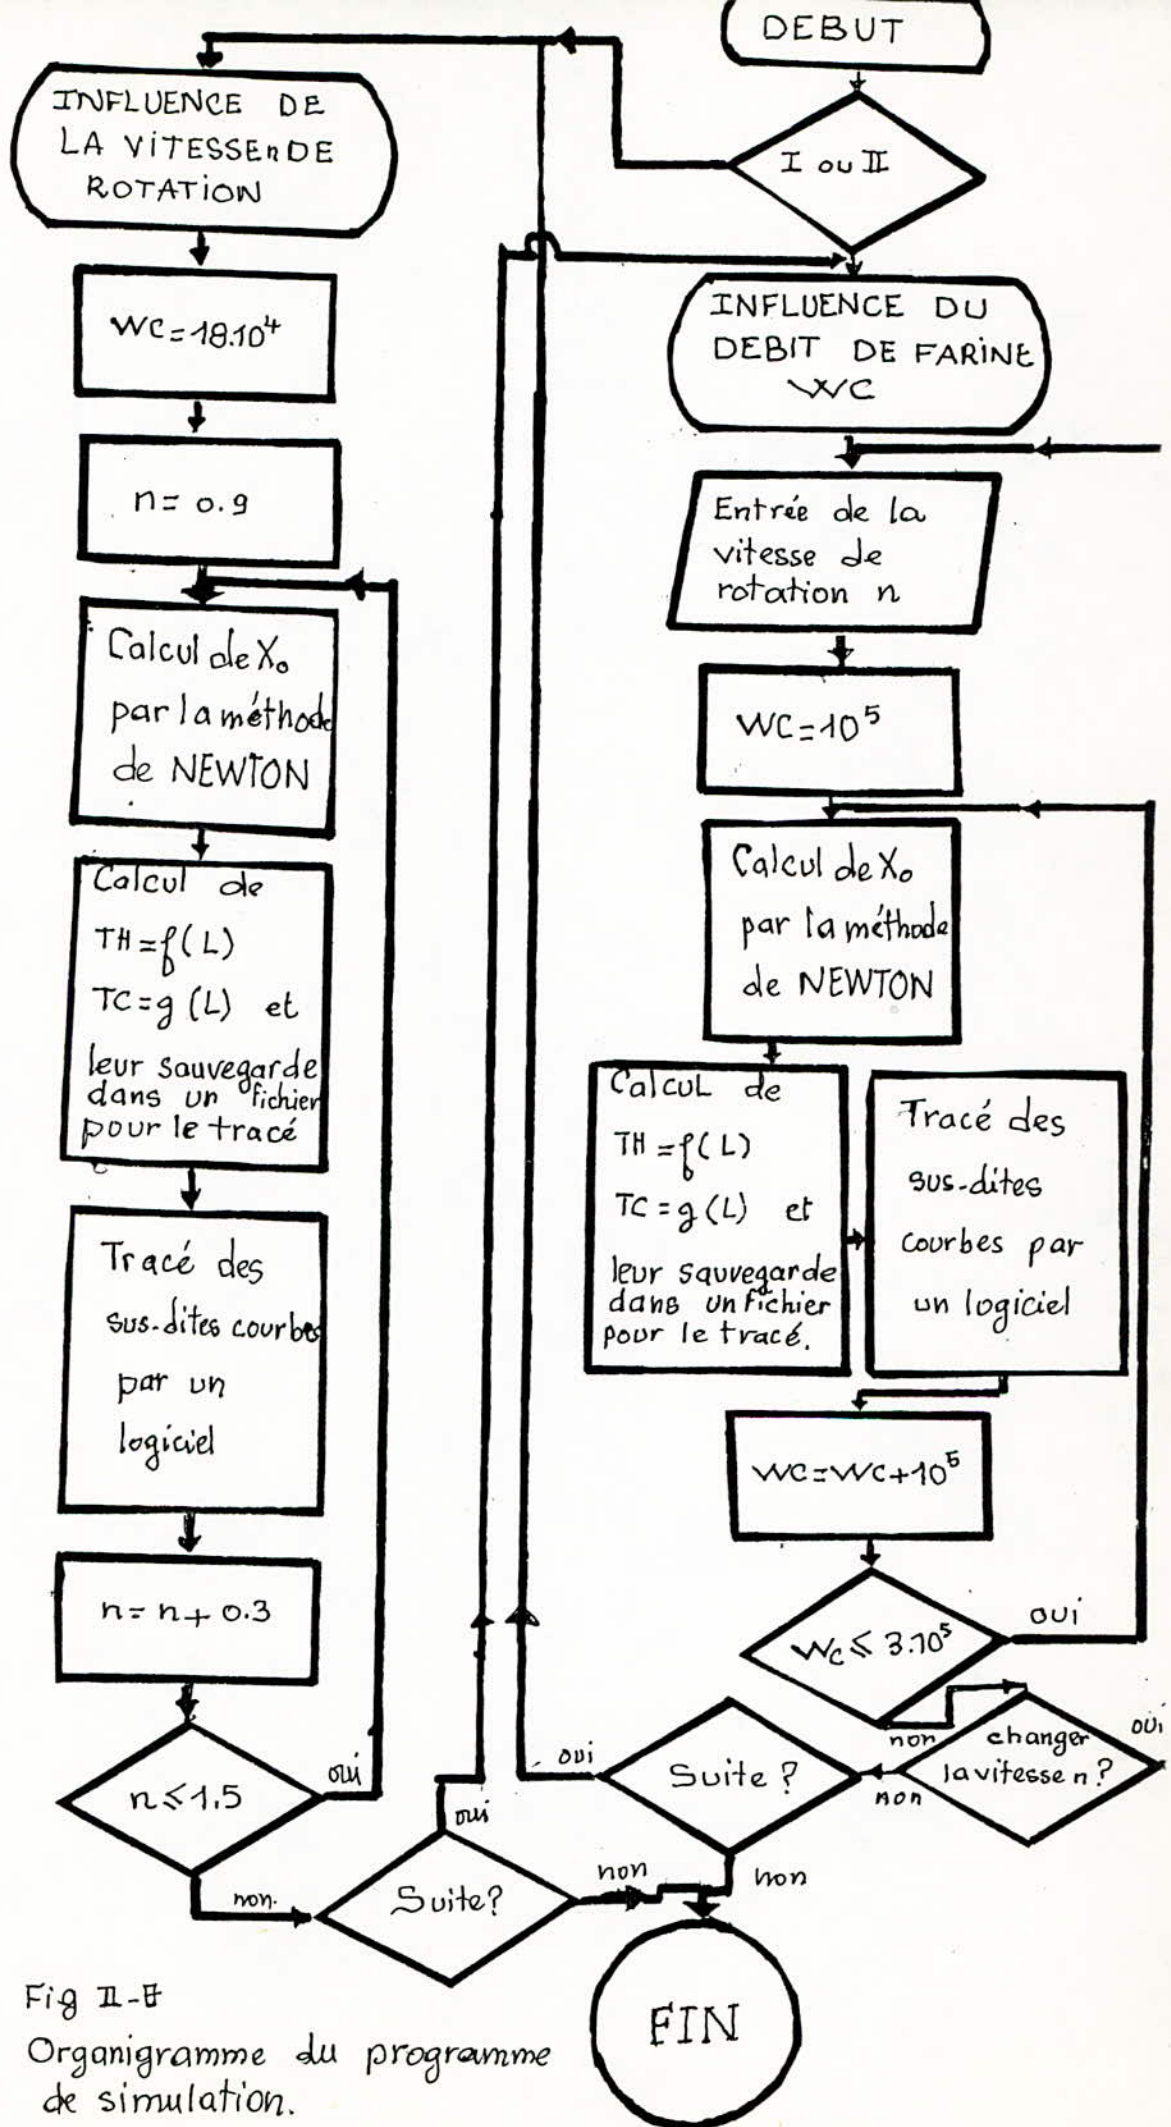 DEBUT
I ou II
INFLUENCE DE
LA VITESSE n DE
ROTATION
WC=18.10⁴
n= 0.9
Calcul de X₀
par la méthode
de NEWTON
Calcul de
TH=f(L)
TC=g(L) et
leur sauvegarde
dans un fichier
pour le tracé
Tracé des
sus-dites courbes
par un
logiciel
n= n+ 0.3
n≤1.5
oui
non.
Suite?
oui
non
INFLUENCE DU
DEBIT DE FARINE
WC
Entrée de la
vitesse de
rotation n
WC=10⁵
Calcul de X₀
par la méthode
de NEWTON
Calcul de
TH=f(L)
TC=g(L) et
leur sauvegarde
dans un fichier
pour le tracé.
Tracé des
sus-dites
courbes par
un logiciel
WC=WC+10⁵
Wc≤3.10⁵
oui
non
changer
la vitesse n?
oui
non
Suite?
oui
non
FIN
Fig II-
Organigramme du programme
de simulation.